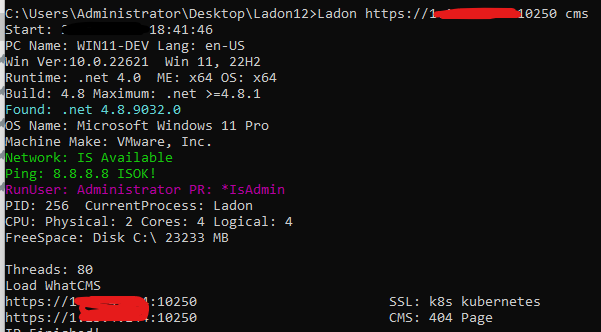 C:\Users\Administrator\Desktop\Ladon12>Ladon https://1. 10250 cms
Start: 18:41:46
PC Name: WIN11-DEV Lang: en-US
Win Ver:10.0.22621 Win 11, 22H2
Runtime: .net 4.0 ME: x64 OS: x64
Build: 4.8 Maximum: .net >=4.8.1
Found: .net 4.8.9032.0
OS Name: Microsoft Windows 11 Pro
Machine Make: VMware, Inc.
Network: IS Available
Ping: 8.8.8.8 ISOK!
RunUser: Administrator PR: *IsAdmin
PID: 256 CurrentProcess: Ladon
CPU: Physical: 2 Cores: 4 Logical: 4
FreeSpace: Disk C:\ 23233 MB
Threads: 80
Load WhatCMS
https://1 :10250 SSL: k8s kubernetes
https://1 :10250 CMS: 404 Page
IP Finished!